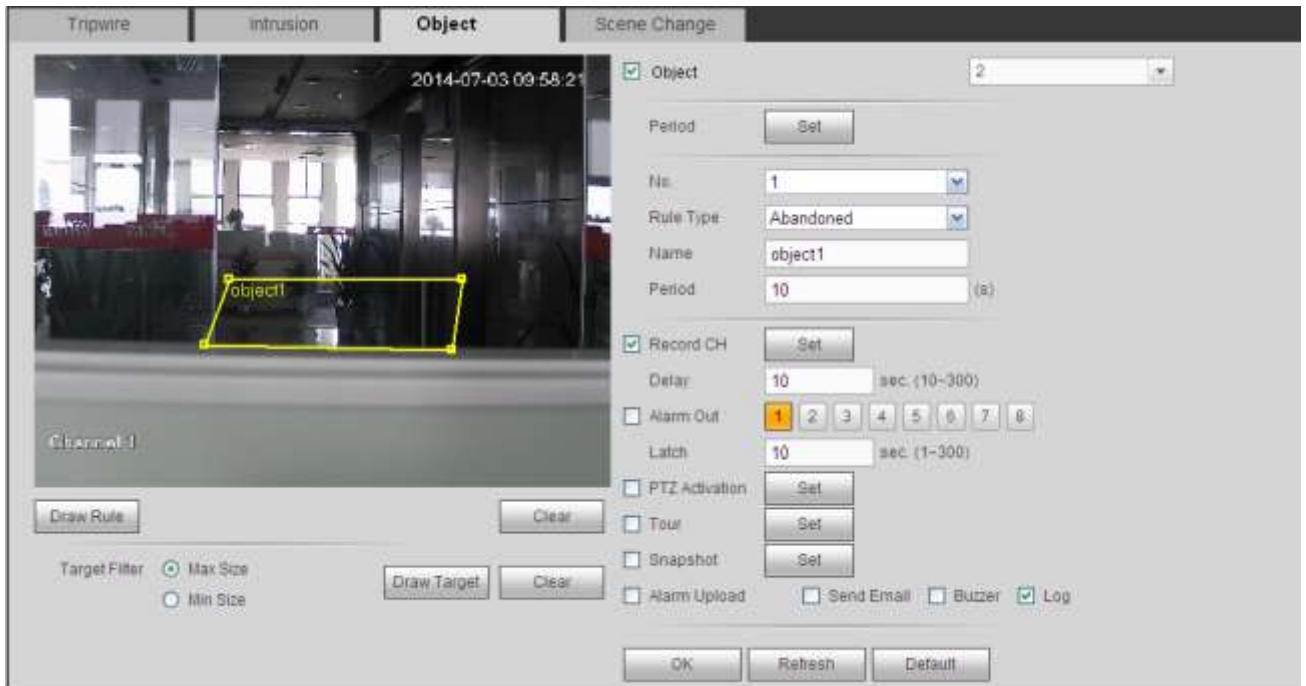 Tripwire Intrusion Object Scene Change
2014-07-03 09:58:21
object1
Channel 1
Draw Rule Clear
Target Filter Max Size
Min Size
Draw Target Clear
Object 2
Period Set
No. 1
Rule Type Abandoned
Name object1
Period 10 (s)
Record CH Set
Delay 10 sec. (10~300)
Alarm Out 1 2 3 4 5 6 7 8
Latch 10 sec. (1~300)
PTZ Activation Set
Tour Set
Snapshot Set
Alarm Upload Send Email Buzzer Log
OK Refresh Default